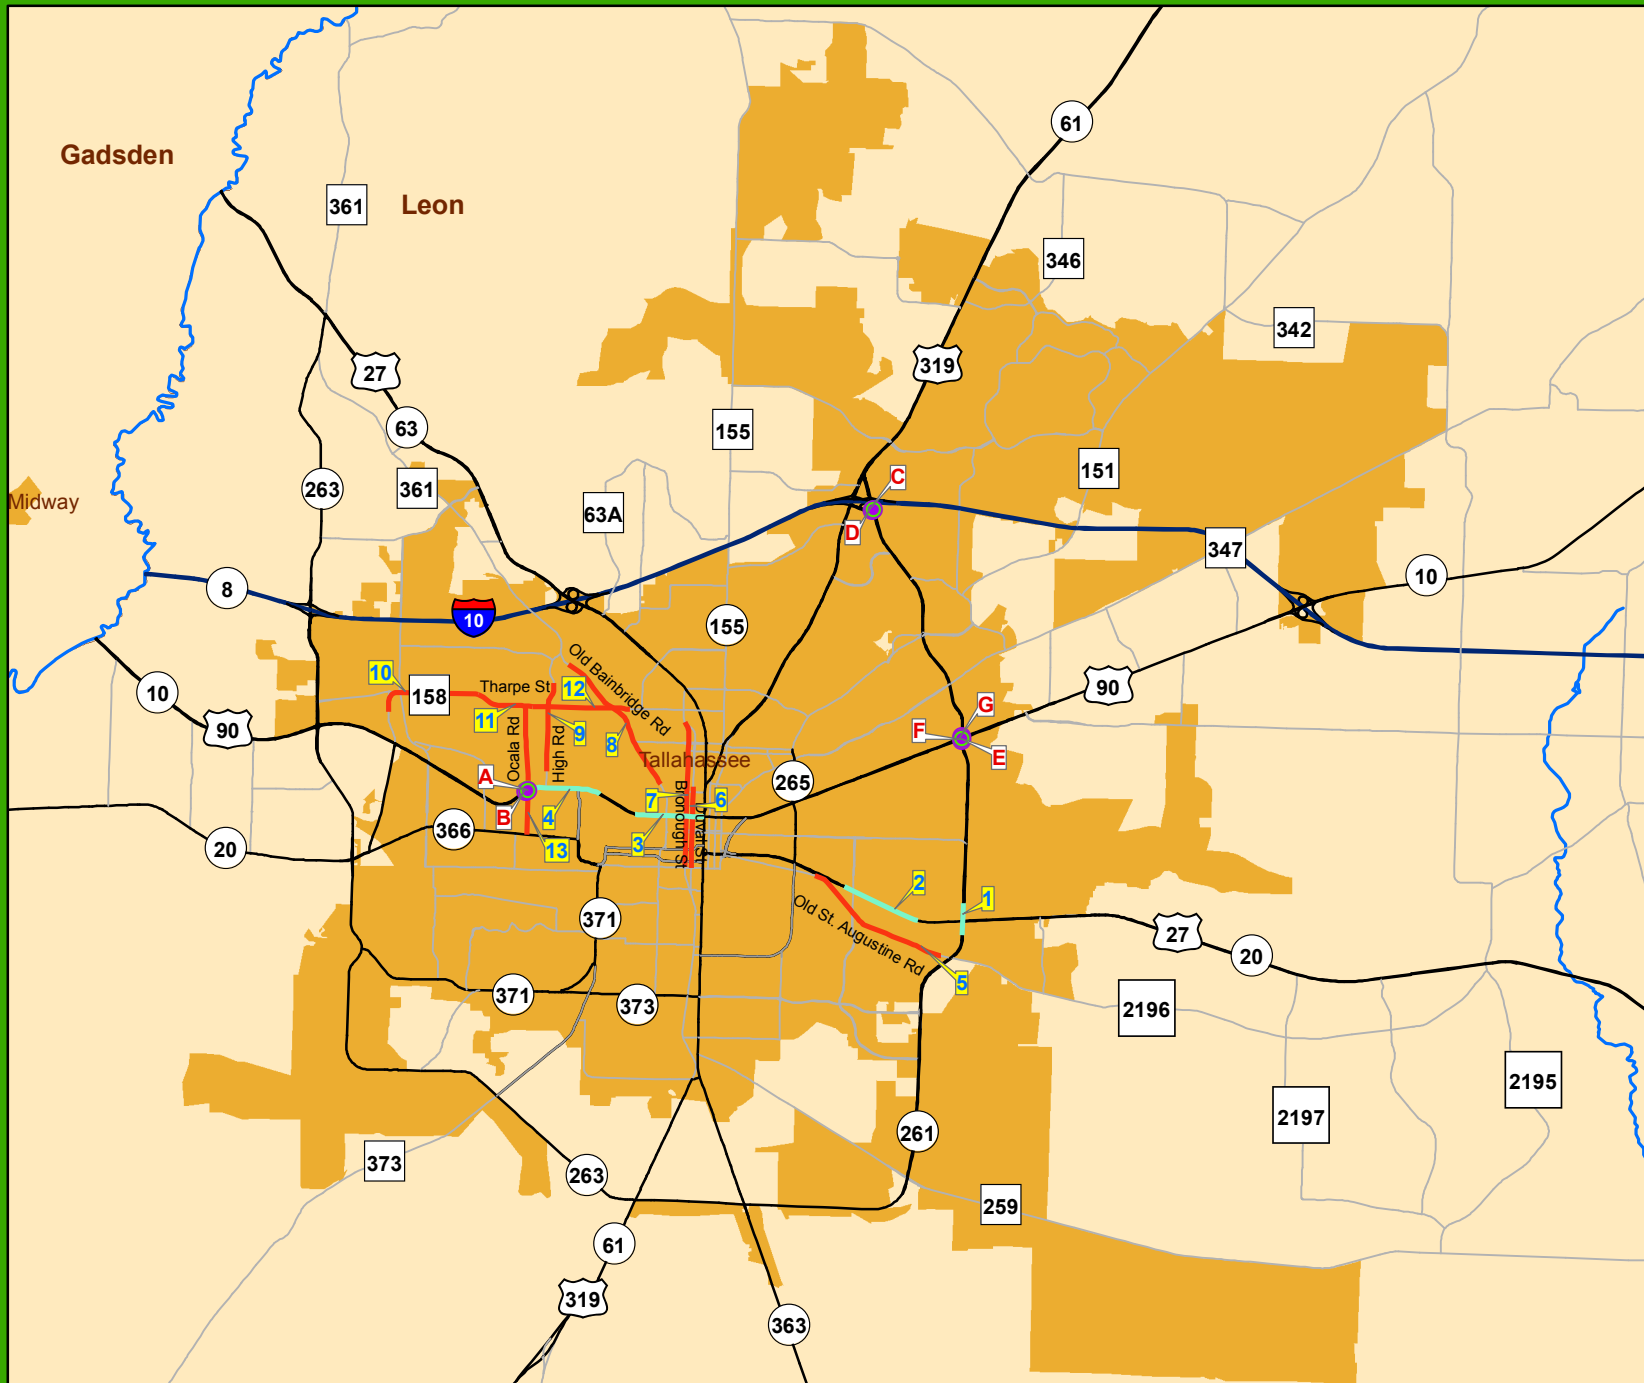 61
Gadsden
361
Leon
346
342
319
27
63
155
151
263
361
C
Midway
63A
D
347
8
10
10
155
Old Bainbridge Rd
10
158
Tharpe St
12
10
90
90
G
11
Ocala Rd
High Rd
9
8
F
Tallahassee
E
A
265
7
Bronough St
6
Duval St
B
4
366
3
20
13
2
1
Old St. Augustine Rd
371
27
20
5
371
373
2196
2195
2197
261
373
263
259
61
319
363